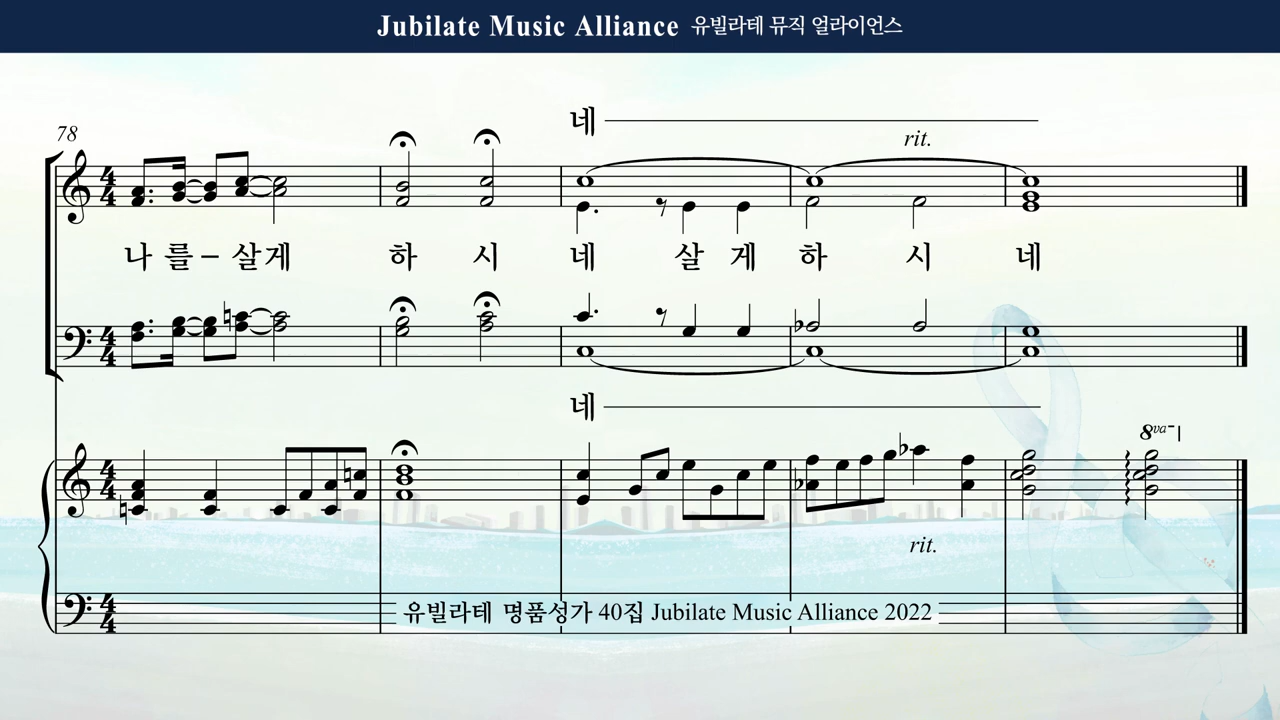 Jubilate Music Alliance 유빌라테 뮤직 얼라이언스
네
78
rit.
나 를 – 살 게 하 시 네 살 게 하 시 네
네
8va
rit.
유빌라테 명품성가 40집 Jubilate Music Alliance 2022